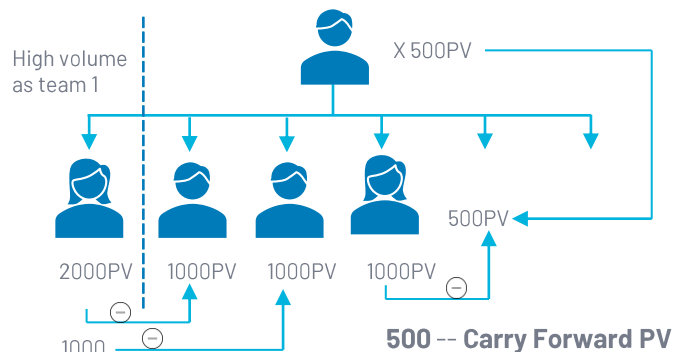 X 500PV
High volume
as team 1
500PV
2000PV
1000PV
1000PV
1000PV
1000
500 -- Carry Forward PV